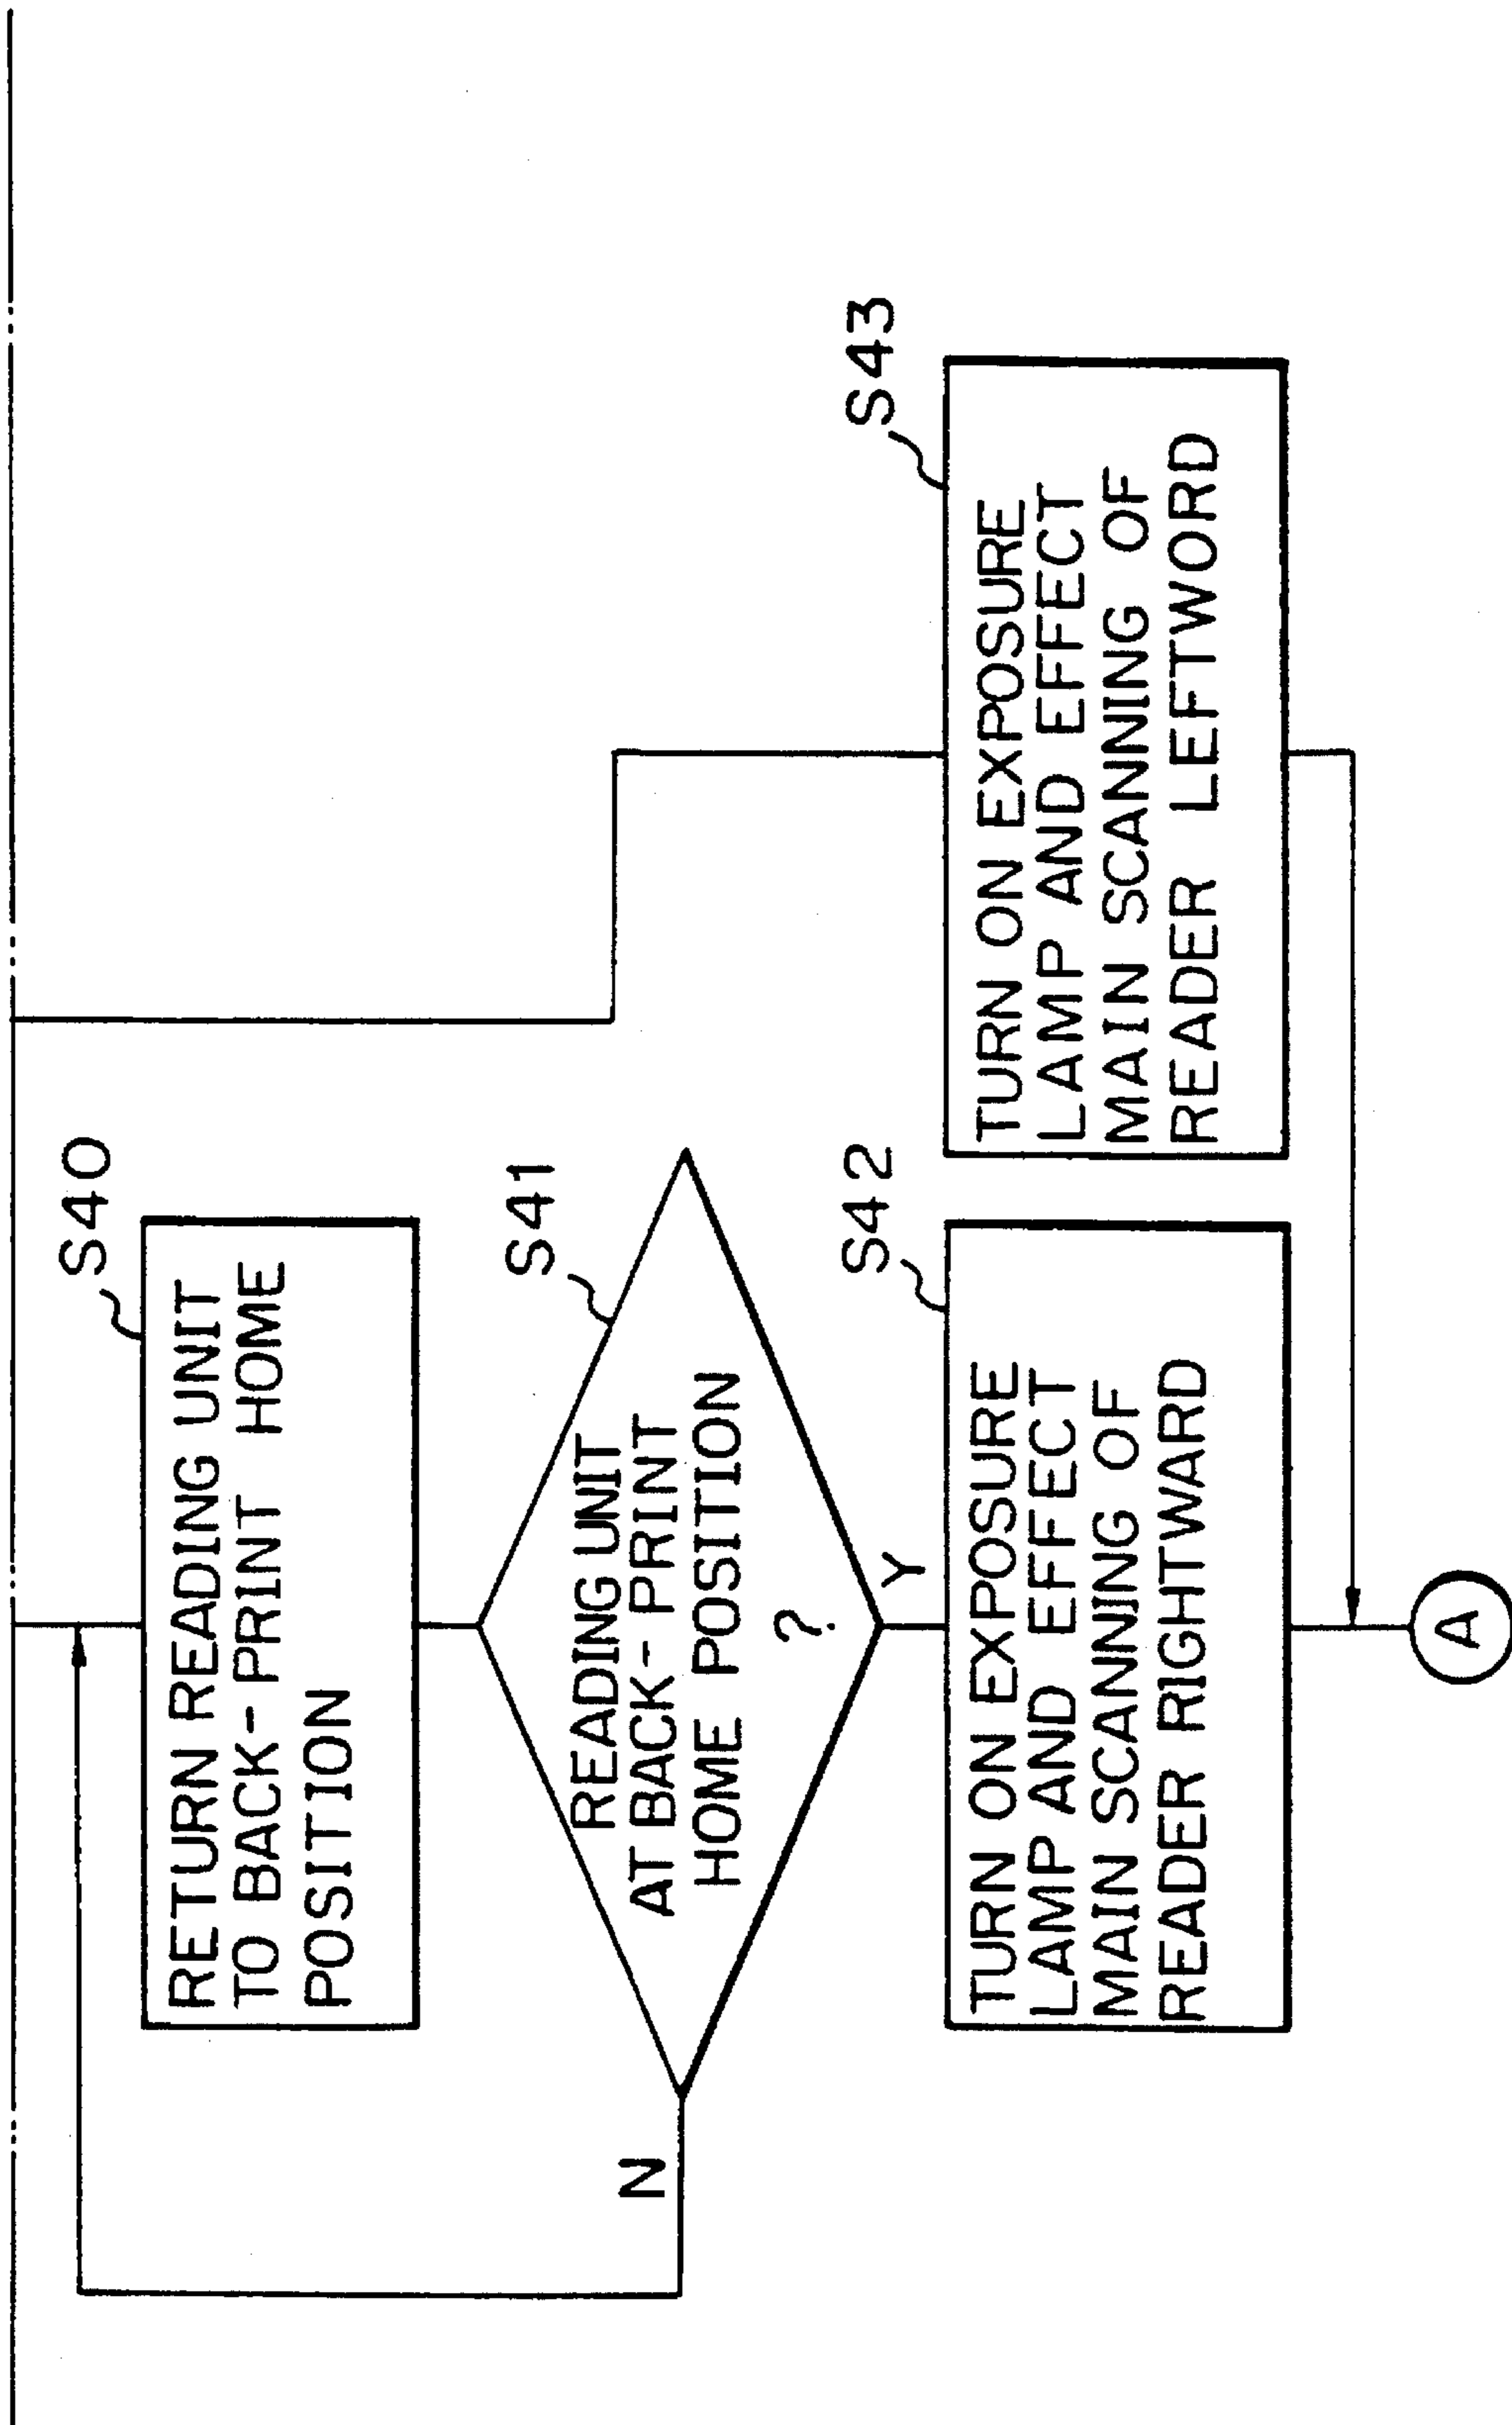 S40
RETURN READING UNIT
TO BACK-PRINT HOME
POSITION
S41
READING UNIT
AT BACK-PRINT
HOME POSITION
?
N
Y
S42
TURN ON EXPOSURE
LAMP AND EFFECT
MAIN SCANNING OF
READER RIGHTWARD
S43
TURN ON EXPOSURE
LAMP AND EFFECT
MAIN SCANNING OF
READER LEFTWORD
A